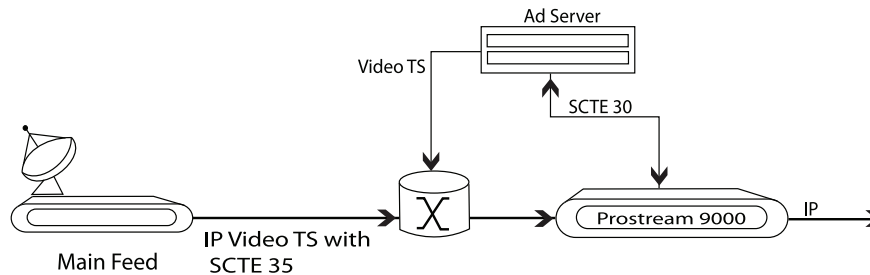 Ad Server
Video TS
SCTE 30
Prostream 9000
IP
IP Video TS with
SCTE 35
Main Feed